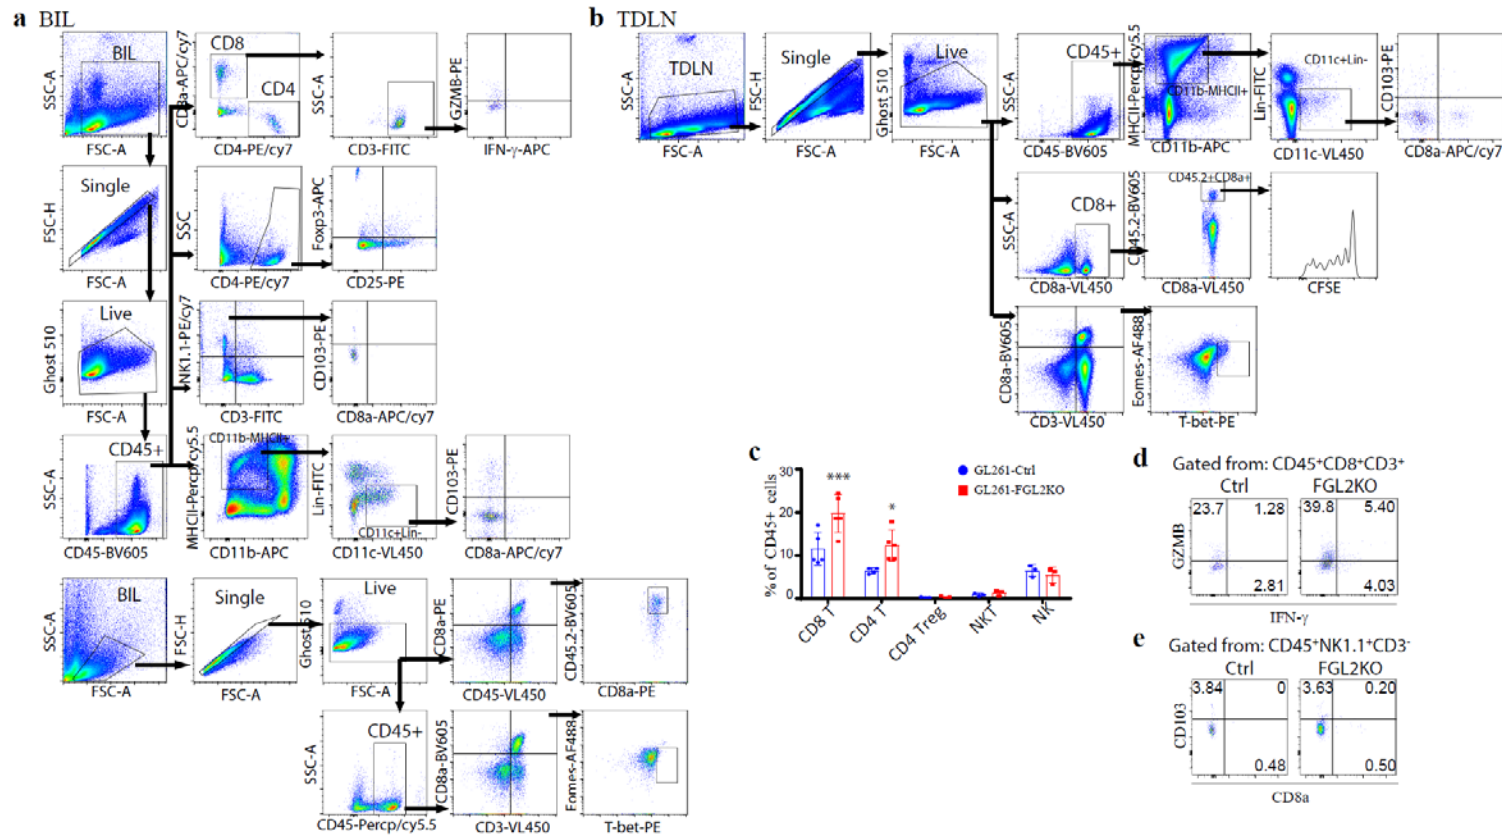 a BIL
BIL
SSC-A
FSC-A
CD8
CD4
CD8a-APC/cy7
CD4-PE/cy7
SSC-A
CD3-FITC
GZMB-PE
IFN-γ-APC
Single
FSC-H
FSC-A
SSC
CD4-PE/cy7
Foxp3-APC
CD25-PE
Live
Ghost 510
FSC-A
NK1.1-PE/cy7
CD3-FITC
CD103-PE
CD8a-APC/cy7
CD45+
SSC-A
CD45-BV605
CD11b-MHCII+
MHCII-Percp/cy5.5
CD11b-APC
Lin-FITC
CD11c+Lin-
CD11c-VL450
CD103-PE
CD8a-APC/cy7
BIL
SSC-A
FSC-A
Single
FSC-H
FSC-A
Live
Ghost 510
FSC-A
CD8a-PE
CD45-VL450
CD45.2-BV605
CD8a-PE
CD45+
SSC-A
CD45-Percp/cy5.5
CD8a-BV605
CD3-VL450
Eomes-AF488
T-bet-PE
b TDLN
TDLN
SSC-A
FSC-A
Single
FSC-H
FSC-A
Live
Ghost 510
FSC-A
CD45+
SSC-A
CD45-BV605
MHCII-Percp/cy5.5
CD11b-MHCII+
CD11b-APC
CD11c+Lin-
Lin-FITC
CD11c-VL450
CD103-PE
CD8a-APC/cy7
CD8+
SSC-A
CD8a-VL450
CD45.2+CD8a+
CD45.2-BV605
CD8a-VL450
CFSE
CD8a-BV605
CD3-VL450
Eomes-AF488
T-bet-PE
c
% of CD45+ cells
30
20
10
0
***
*
GL261-Ctrl
GL261-FGL2KO
CD8 T
CD4 T
CD4 Treg
NKT
NK
d
Gated from: CD45+CD8+CD3+
Ctrl FGL2KO
23.7 1.28 39.8 5.40
2.81 4.03
GZMB
IFN-γ
e
Gated from: CD45+NK1.1+CD3-
Ctrl FGL2KO
3.84 0 3.63 0.20
0.48 0.50
CD103
CD8a